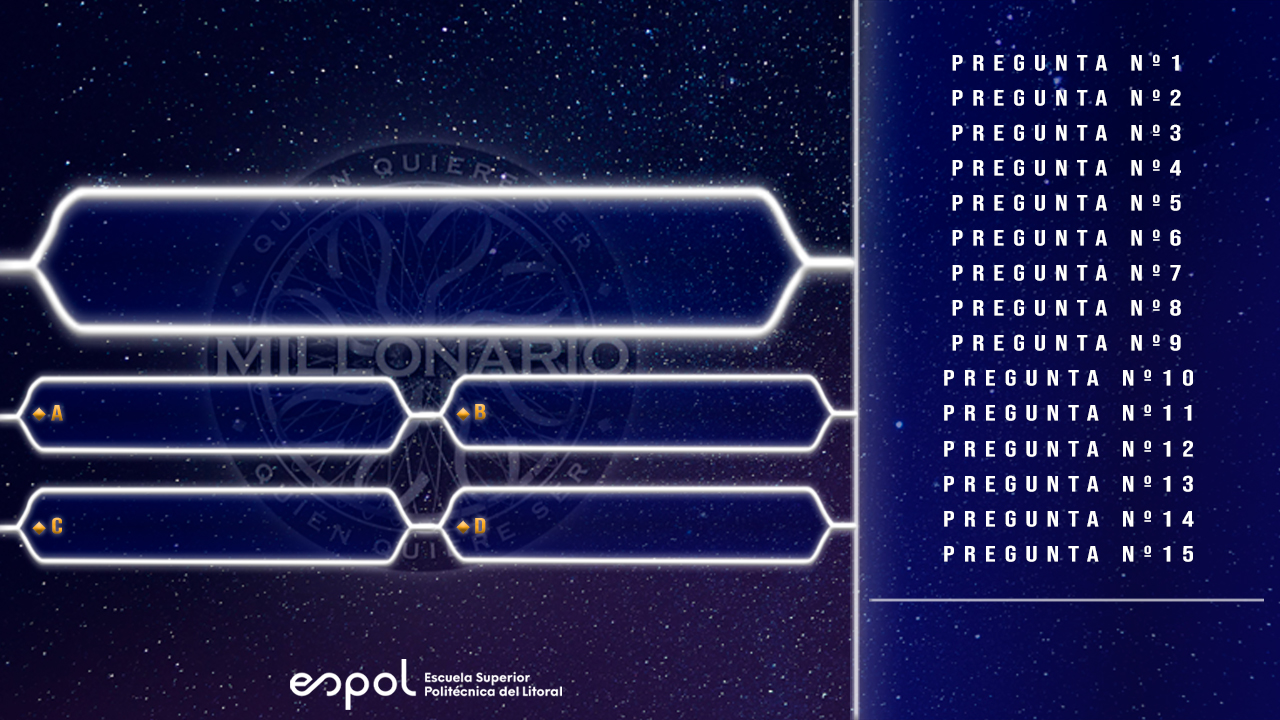 QUIEN QUIERE SER
MILLONARIO
QUIEN QUIERE SER
A
B
C
D
espol
Escuela Superior
Politécnica del Litoral
PREGUNTA Nº1
PREGUNTA Nº2
PREGUNTA Nº3
PREGUNTA Nº4
PREGUNTA Nº5
PREGUNTA Nº6
PREGUNTA Nº7
PREGUNTA Nº8
PREGUNTA Nº9
PREGUNTA Nº10
PREGUNTA Nº11
PREGUNTA Nº12
PREGUNTA Nº13
PREGUNTA Nº14
PREGUNTA Nº15